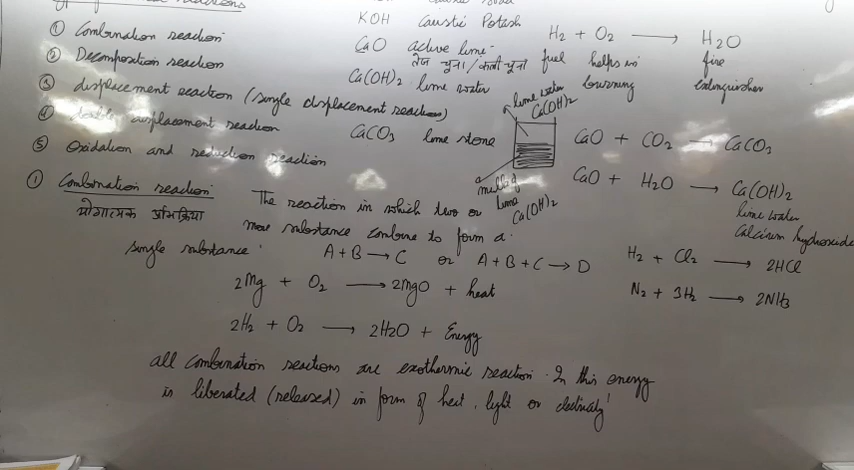 reactions
① Combination reaction
② Decomposition reaction
③ displacement reaction (single displacement reaction)
④ double displacement reaction
⑤ Oxidation and reduction reaction
KOH Caustic Potash
CaO active lime
तेज चूना / कली चूना
Ca(OH)₂ lime water
CaCO₃ lime stone
lime water
Ca(OH)₂
lime
Ca(OH)₂
H₂ + O₂ ⟶ H₂O
fuel helps in burning fire extinguisher
CaO + CO₂ ⟶ CaCO₃
CaO + H₂O ⟶ Ca(OH)₂
lime water
Calcium hydroxide
① Combination reaction
योगात्मक अभिक्रिया
The reaction in which two or
more substance combine to form a
single substance.
A + B ⟶ C or A + B + C ⟶ D
2Mg + O₂ ⟶ 2MgO + heat
2H₂ + O₂ ⟶ 2H2O + Energy
H₂ + Cl₂ ⟶ 2HCl
N₂ + 3H₂ ⟶ 2NH3
all combination reactions are exothermic reaction. In this energy
is liberated (released) in form of heat, light or electricity